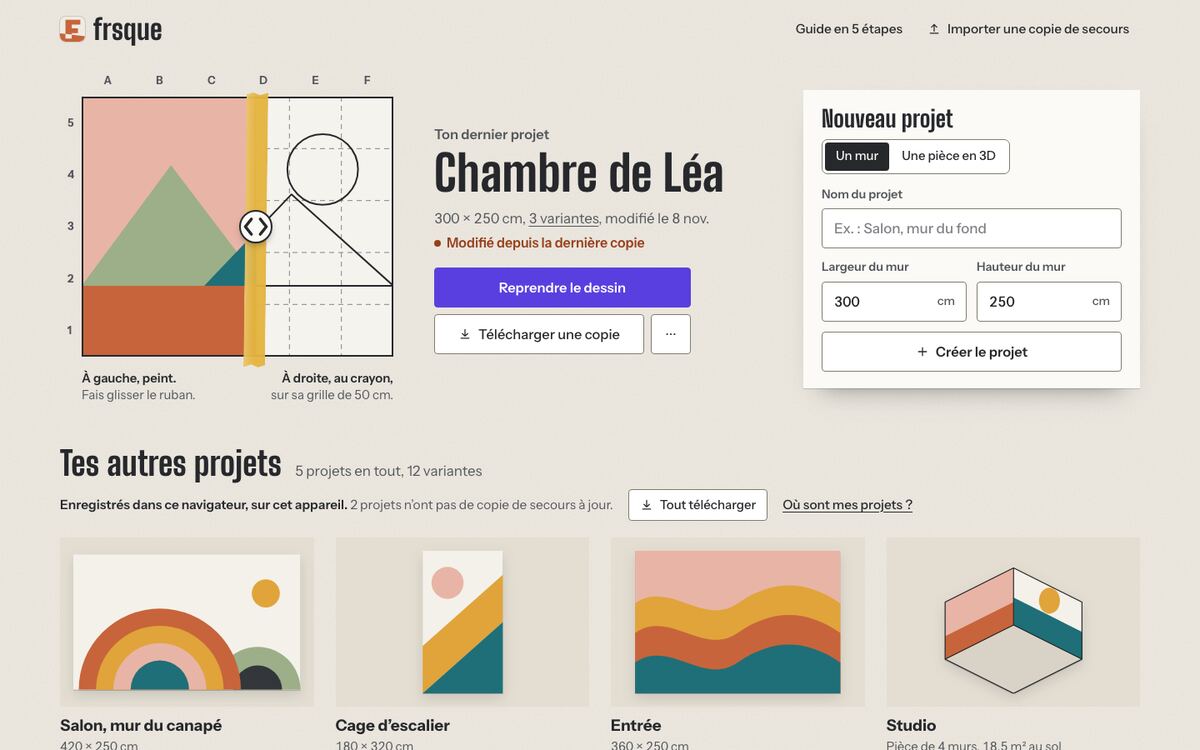 frsque
Guide en 5 étapes
Importer une copie de secours
A B C D E F
5
4
3
2
1
À gauche, peint.
Fais glisser le ruban.
À droite, au crayon,
sur sa grille de 50 cm.
Ton dernier projet
Chambre de Léa
300 × 250 cm, 3 variantes, modifié le 8 nov.
Modifié depuis la dernière copie
Reprendre le dessin
Télécharger une copie
...
Nouveau projet
Un mur
Une pièce en 3D
Nom du projet
Ex. : Salon, mur du fond
Largeur du mur
Hauteur du mur
300 cm
250 cm
+ Créer le projet
Tes autres projets
5 projets en tout, 12 variantes
Enregistrés dans ce navigateur, sur cet appareil. 2 projets n’ont pas de copie de secours à jour.
Tout télécharger
Où sont mes projets ?
Salon, mur du canapé
420 × 250 cm
Cage d’escalier
180 × 320 cm
Entrée
360 × 250 cm
Studio
Pièce de 4 murs, 18,5 m² au sol